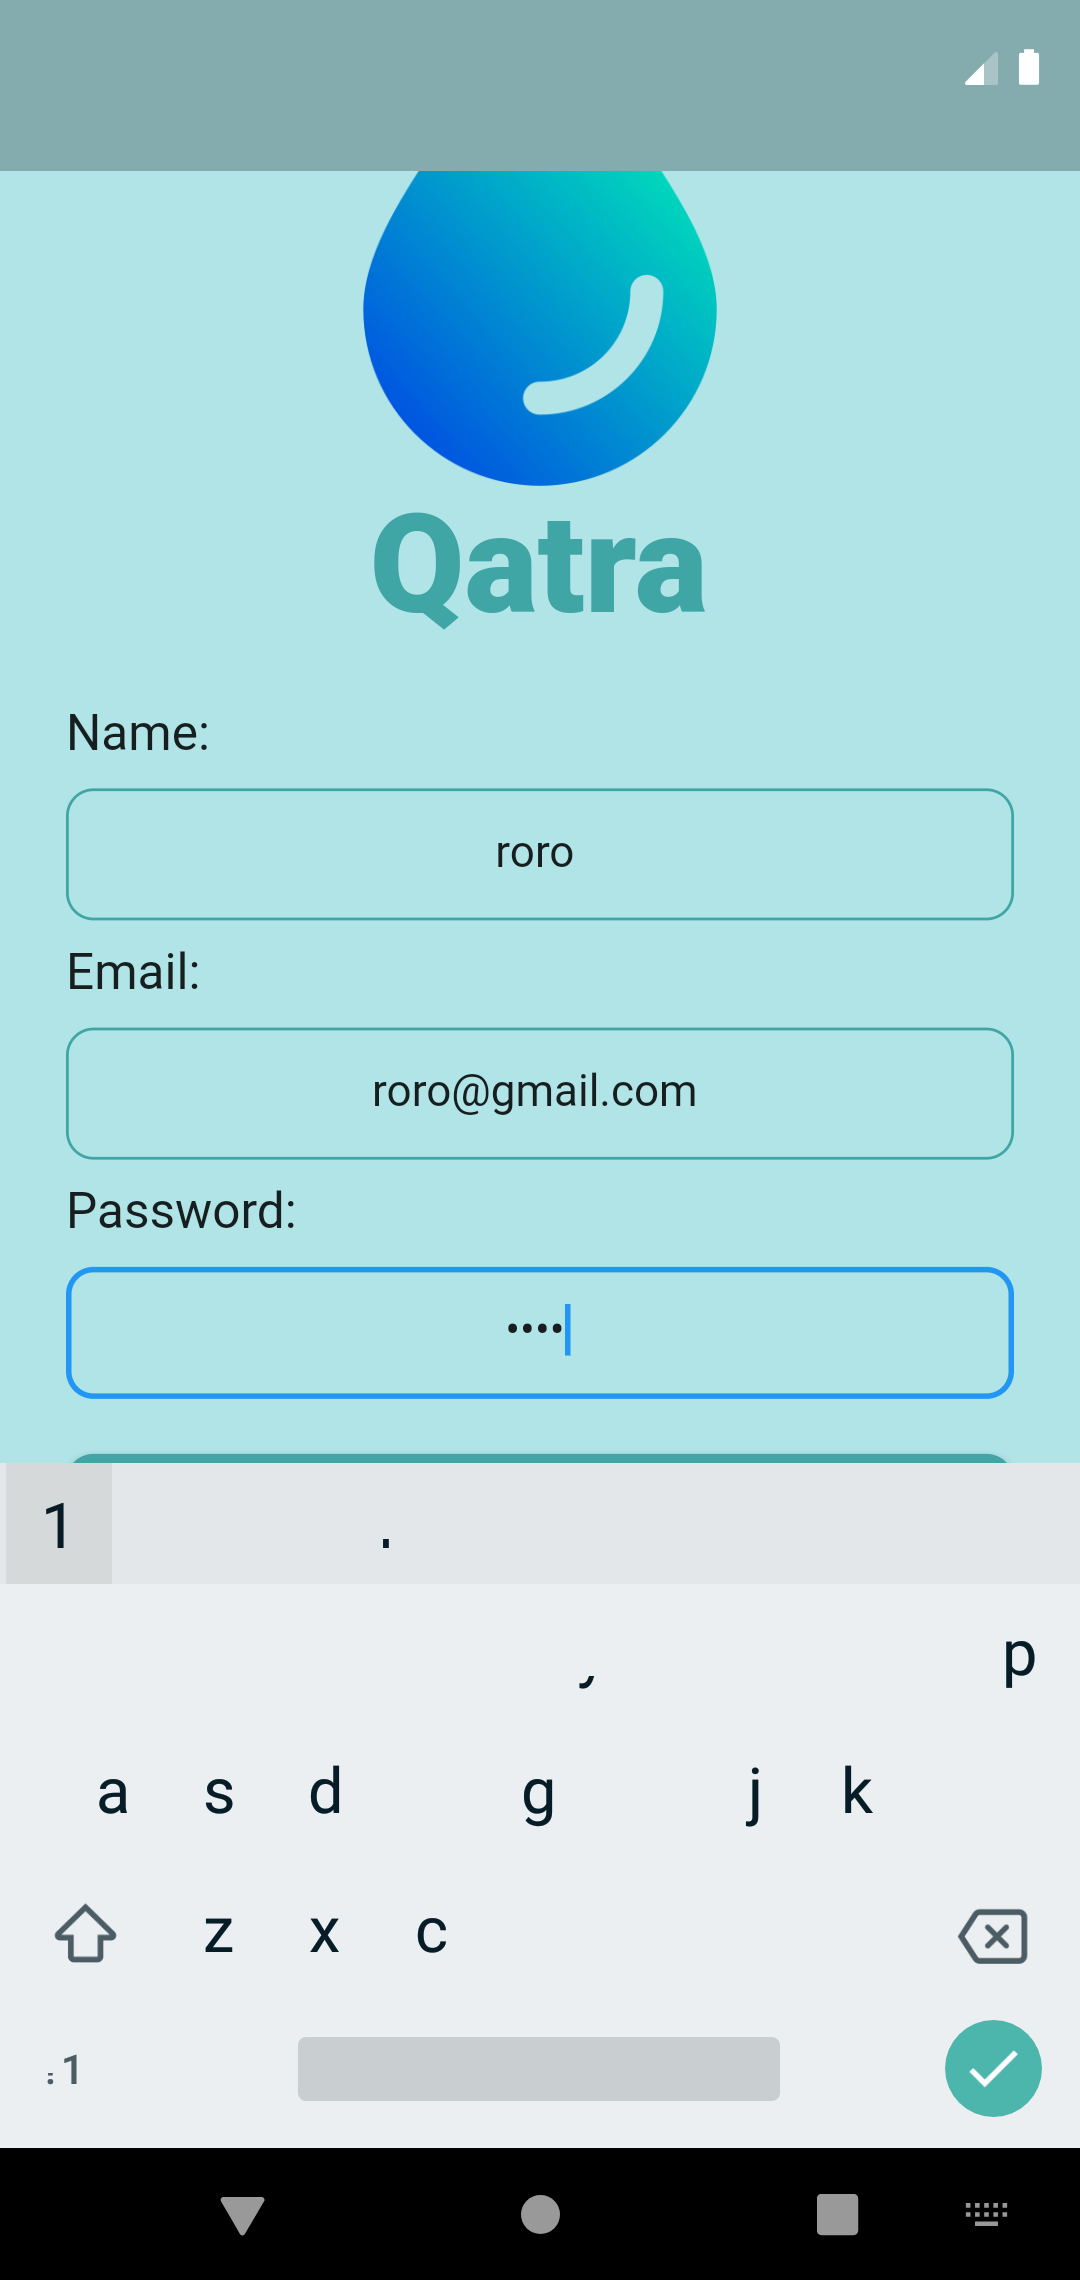 Qatra
Name:
roro
Email:
roro@gmail.com
Password:
••••
1 .
p
a s d g j k
z x c
1